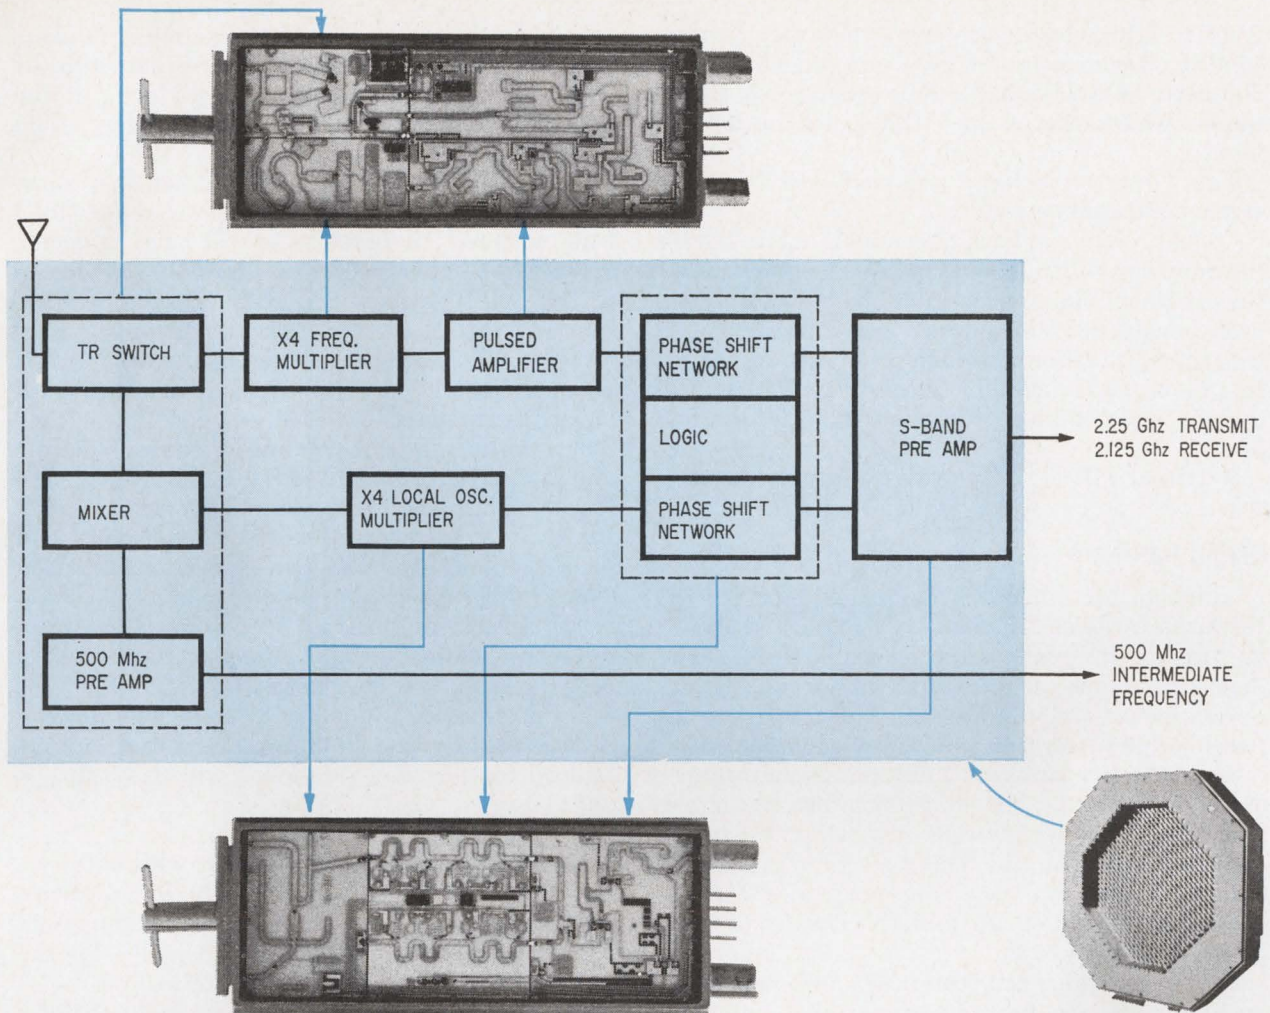 TR SWITCH
X4 FREQ.
MULTIPLIER
PULSED
AMPLIFIER
PHASE SHIFT
NETWORK
LOGIC
PHASE SHIFT
NETWORK
S-BAND
PRE AMP
2.25 Ghz TRANSMIT
2.125 Ghz RECEIVE
MIXER
X4 LOCAL OSC.
MULTIPLIER
500 Mhz
PRE AMP
500 Mhz
INTERMEDIATE
FREQUENCY